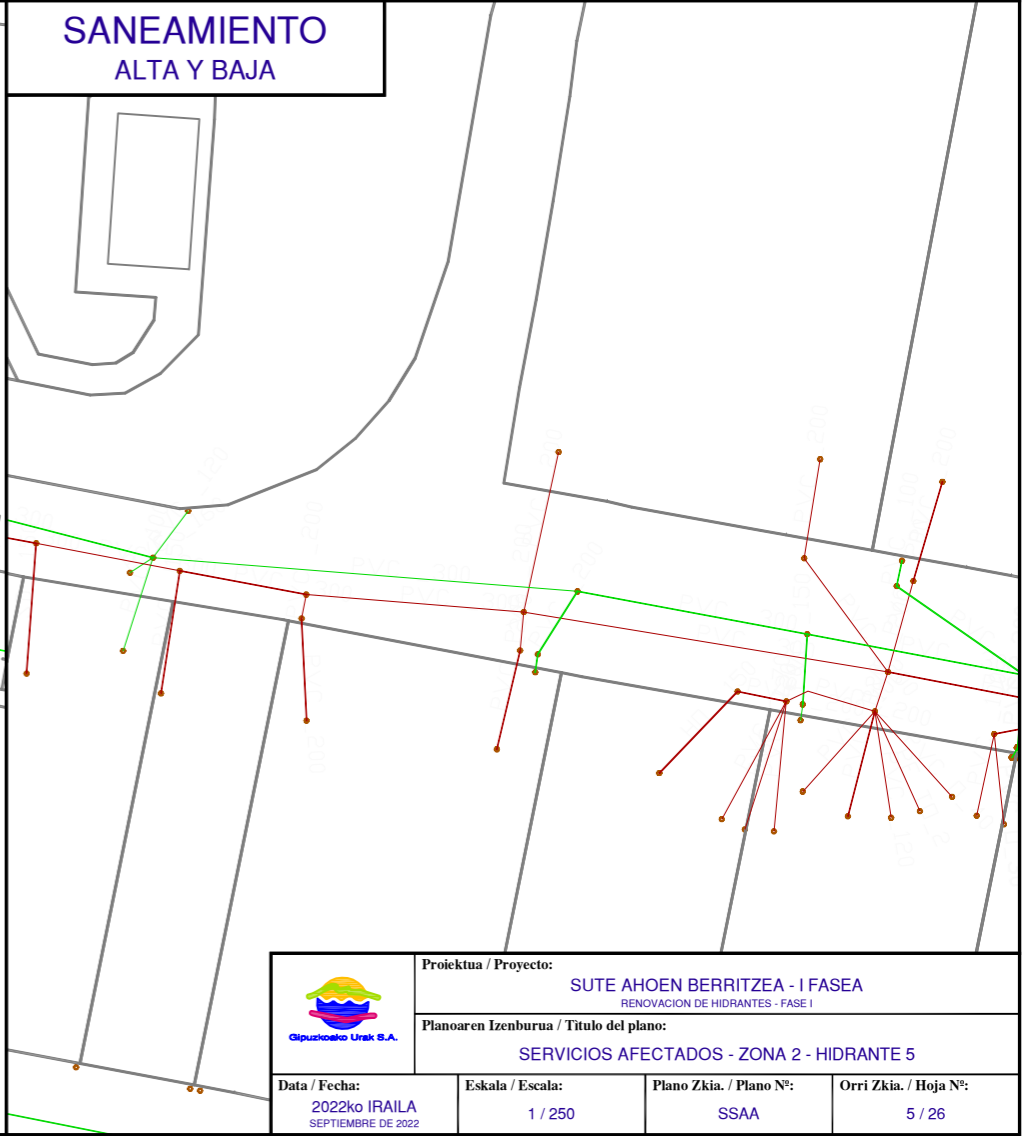 SANEAMIENTO
ALTA Y BAJA
Gipuzkoako Urak S.A.
Proiektua / Proyecto:
SUTE AHOEN BERRITZEA - I FASEA
RENOVACION DE HIDRANTES - FASE I
Planoaren Izenburua / Titulo del plano:
SERVICIOS AFECTADOS - ZONA 2 - HIDRANTE 5
Data / Fecha:
2022ko IRAILA
SEPTIEMBRE DE 2022
Eskala / Escala:
1 / 250
Plano Zkia. / Plano Nº:
SSAA
Orri Zkia. / Hoja Nº:
5 / 26